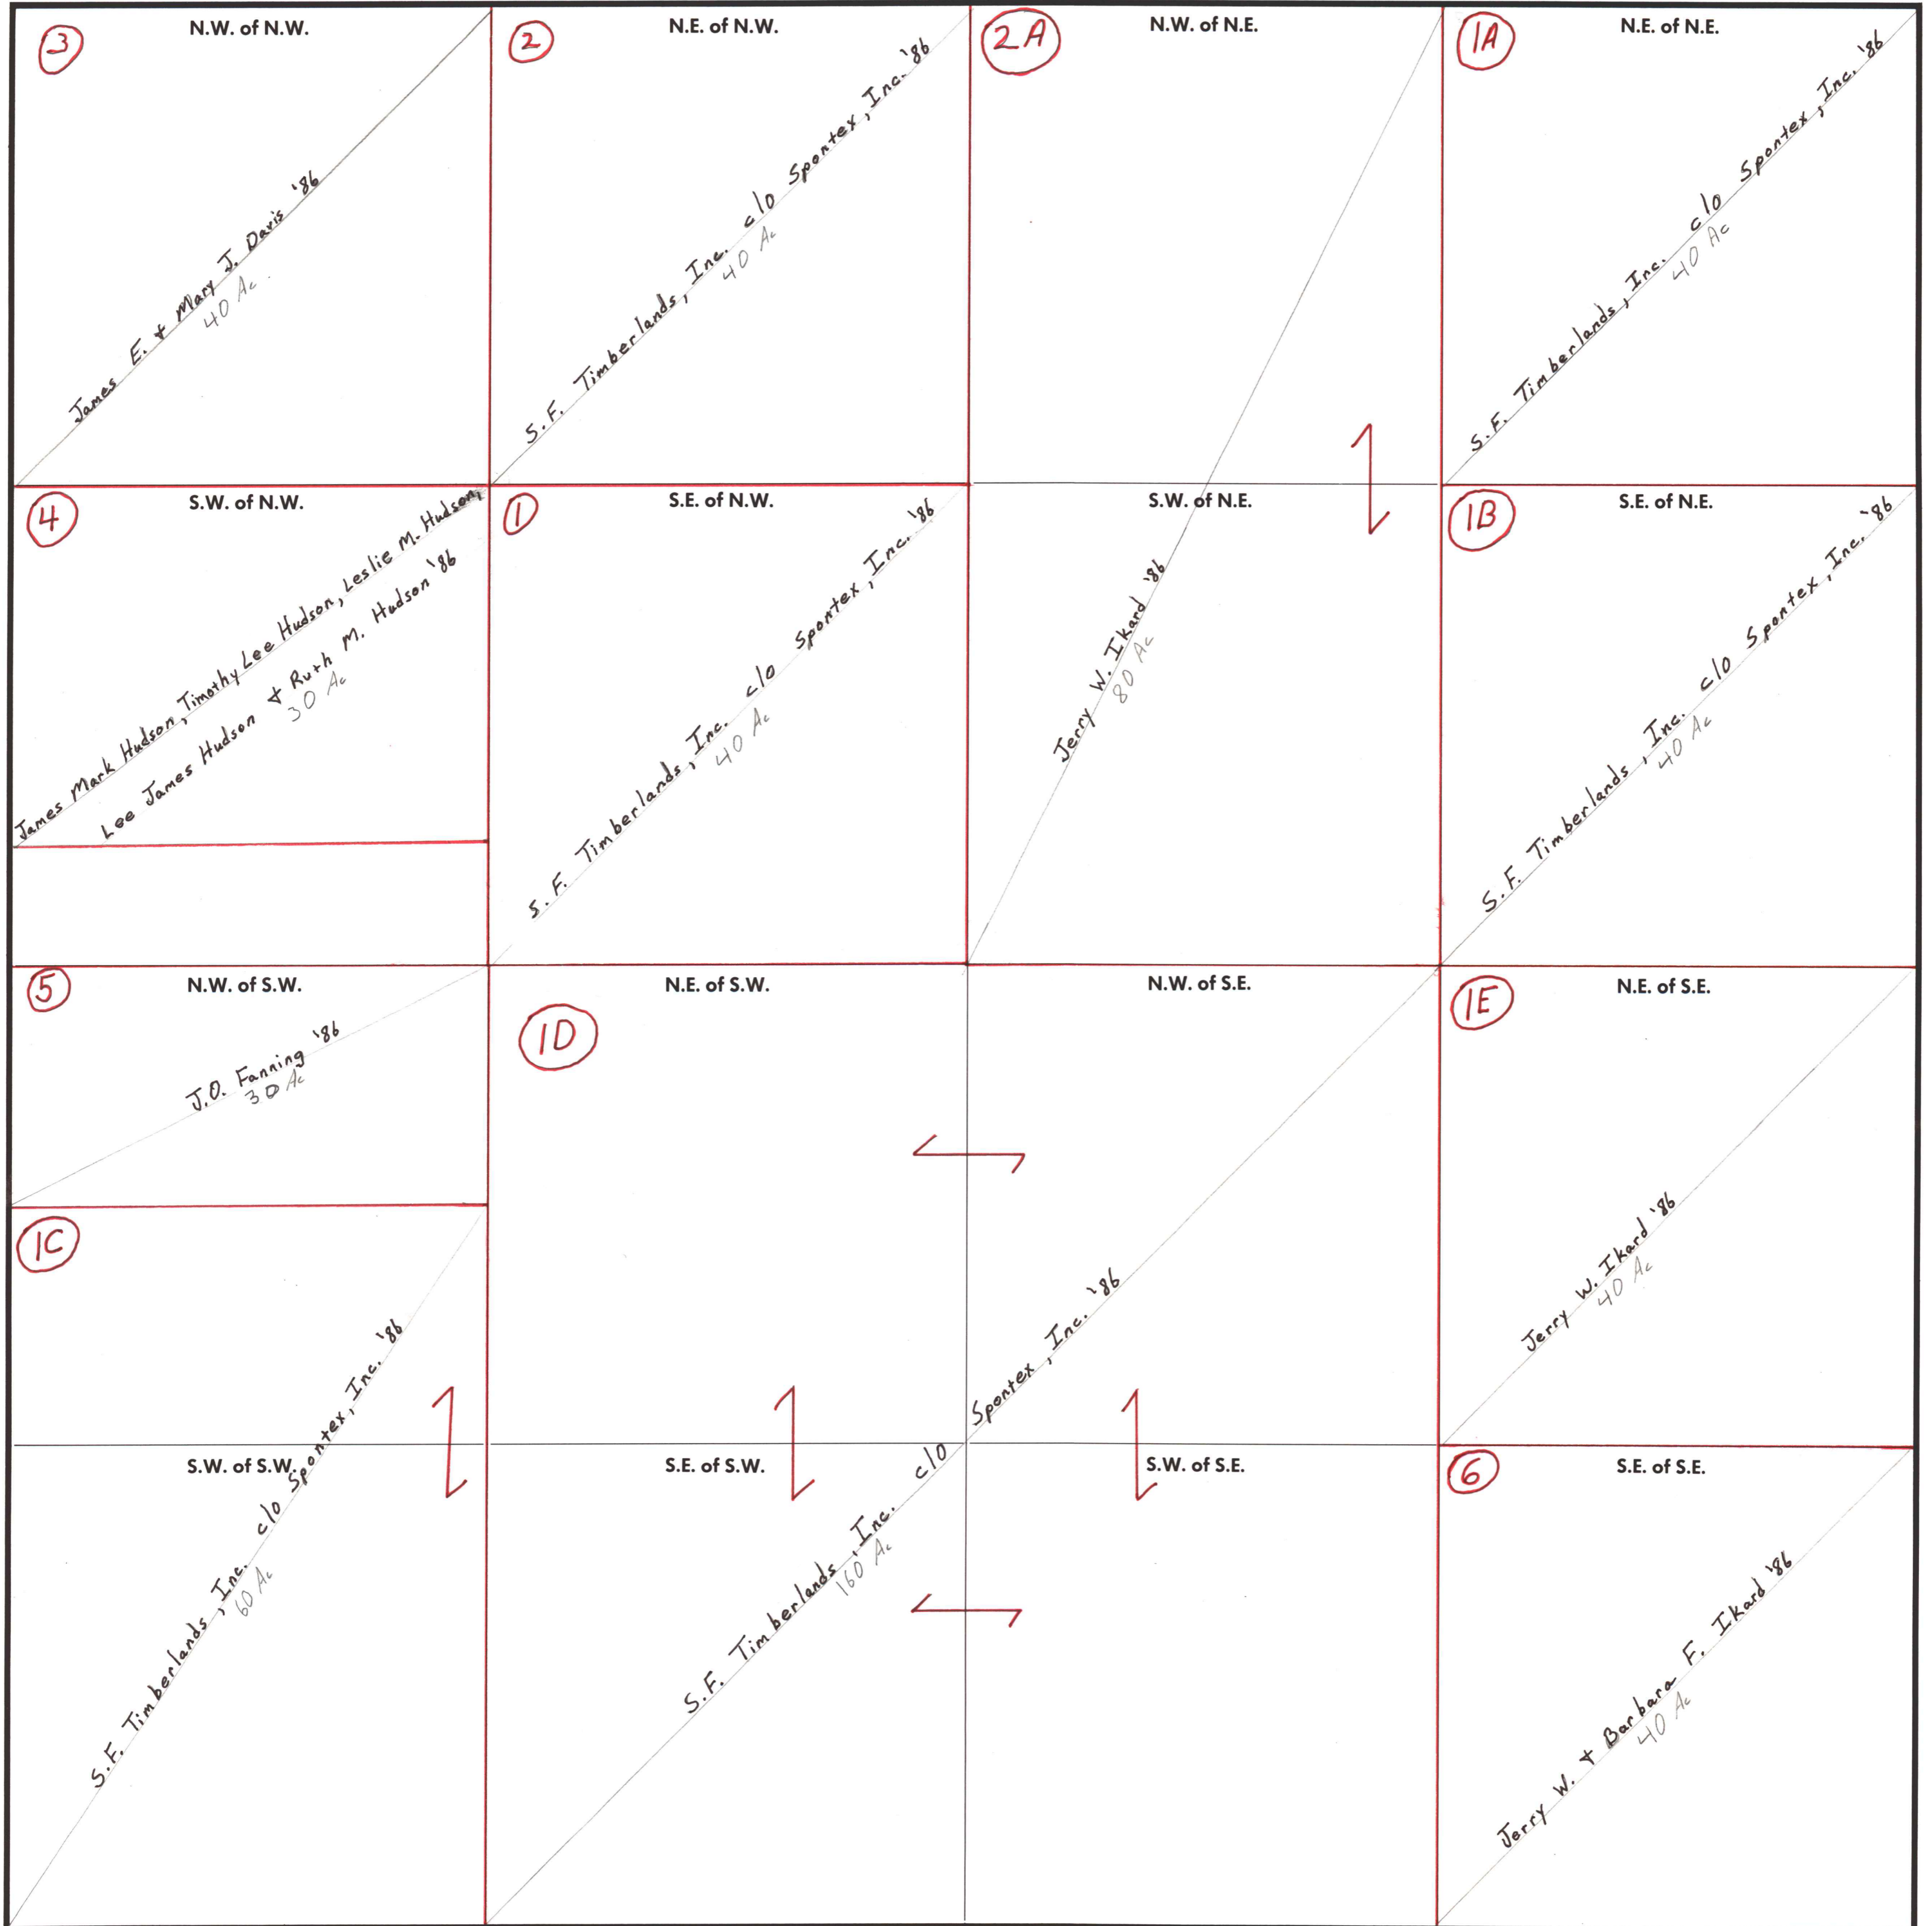 3
N.W. of N.W.
James E. & Mary J. Davis '86
40 Ac.
2
N.E. of N.W.
S.F. Timberlands, Inc. c/o Spontex, Inc. '86
40 Ac
2A
N.W. of N.E.
1A
N.E. of N.E.
S.F. Timberlands, Inc. c/o Spontex, Inc. '86
40 Ac
4
S.W. of N.W.
James Mark Hudson, Timothy Lee Hudson, Leslie M. Hudson,
Lee James Hudson & Ruth M. Hudson '86
30 Ac
1
S.E. of N.W.
S.F. Timberlands, Inc. c/o Spontex, Inc. '86
40 Ac
S.W. of N.E.
Jerry W. Ikard '86
80 Ac
1B
S.E. of N.E.
S.F. Timberlands, Inc. c/o Spontex, Inc. '86
40 Ac
5
N.W. of S.W.
J.O. Fanning '86
30 Ac
1D
N.E. of S.W.
N.W. of S.E.
1E
N.E. of S.E.
Jerry W. Ikard '86
40 Ac
1C
S.W. of S.W.
S.F. Timberlands, Inc. c/o Spontex, Inc. '86
60 Ac
S.E. of S.W.
S.F. Timberlands, Inc. c/o Spontex, Inc. '86
160 Ac
S.W. of S.E.
6
S.E. of S.E.
Jerry W. & Barbara F. Ikard '86
40 Ac